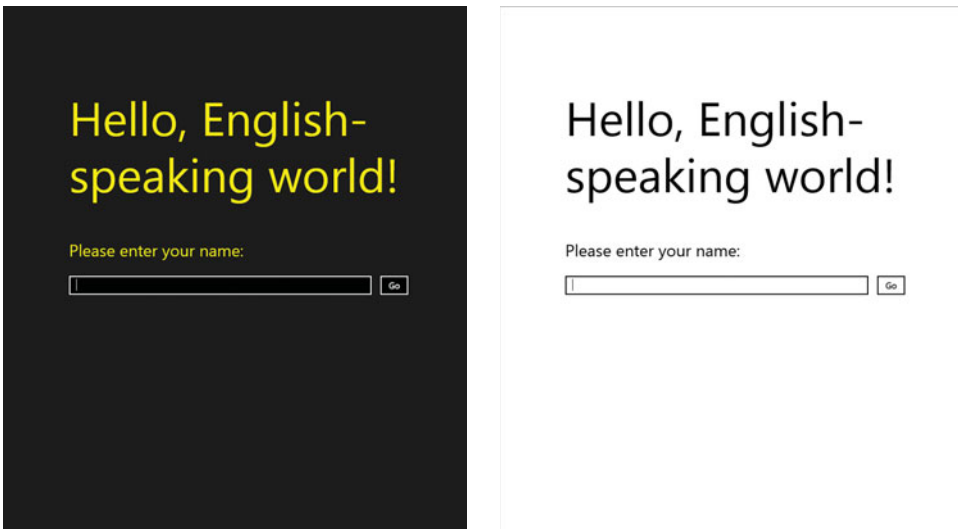 Hello, English-
speaking world!
Please enter your name:
Go
Hello, English-
speaking world!
Please enter your name:
Go